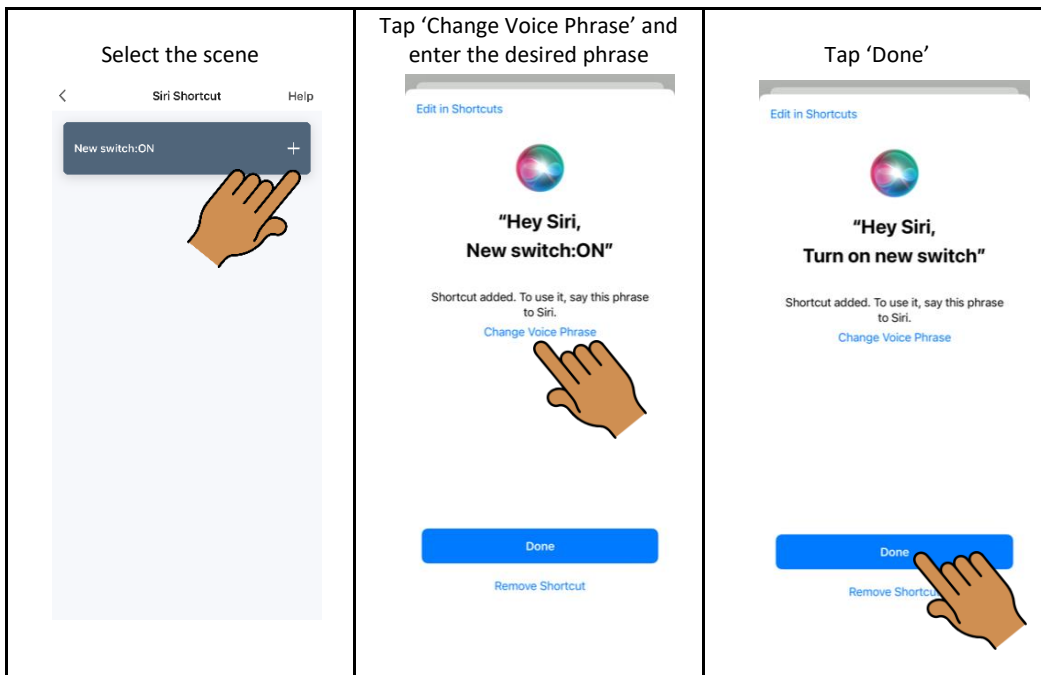 Select the scene
Siri Shortcut
Help
New switch:ON
Tap ‘Change Voice Phrase’ and
enter the desired phrase
Edit in Shortcuts
“Hey Siri,
New switch:ON”
Shortcut added. To use it, say this phrase
to Siri.
Change Voice Phrase
Done
Remove Shortcut
Tap ‘Done’
Edit in Shortcuts
“Hey Siri,
Turn on new switch”
Shortcut added. To use it, say this phrase
to Siri.
Change Voice Phrase
Done
Remove Shortcu